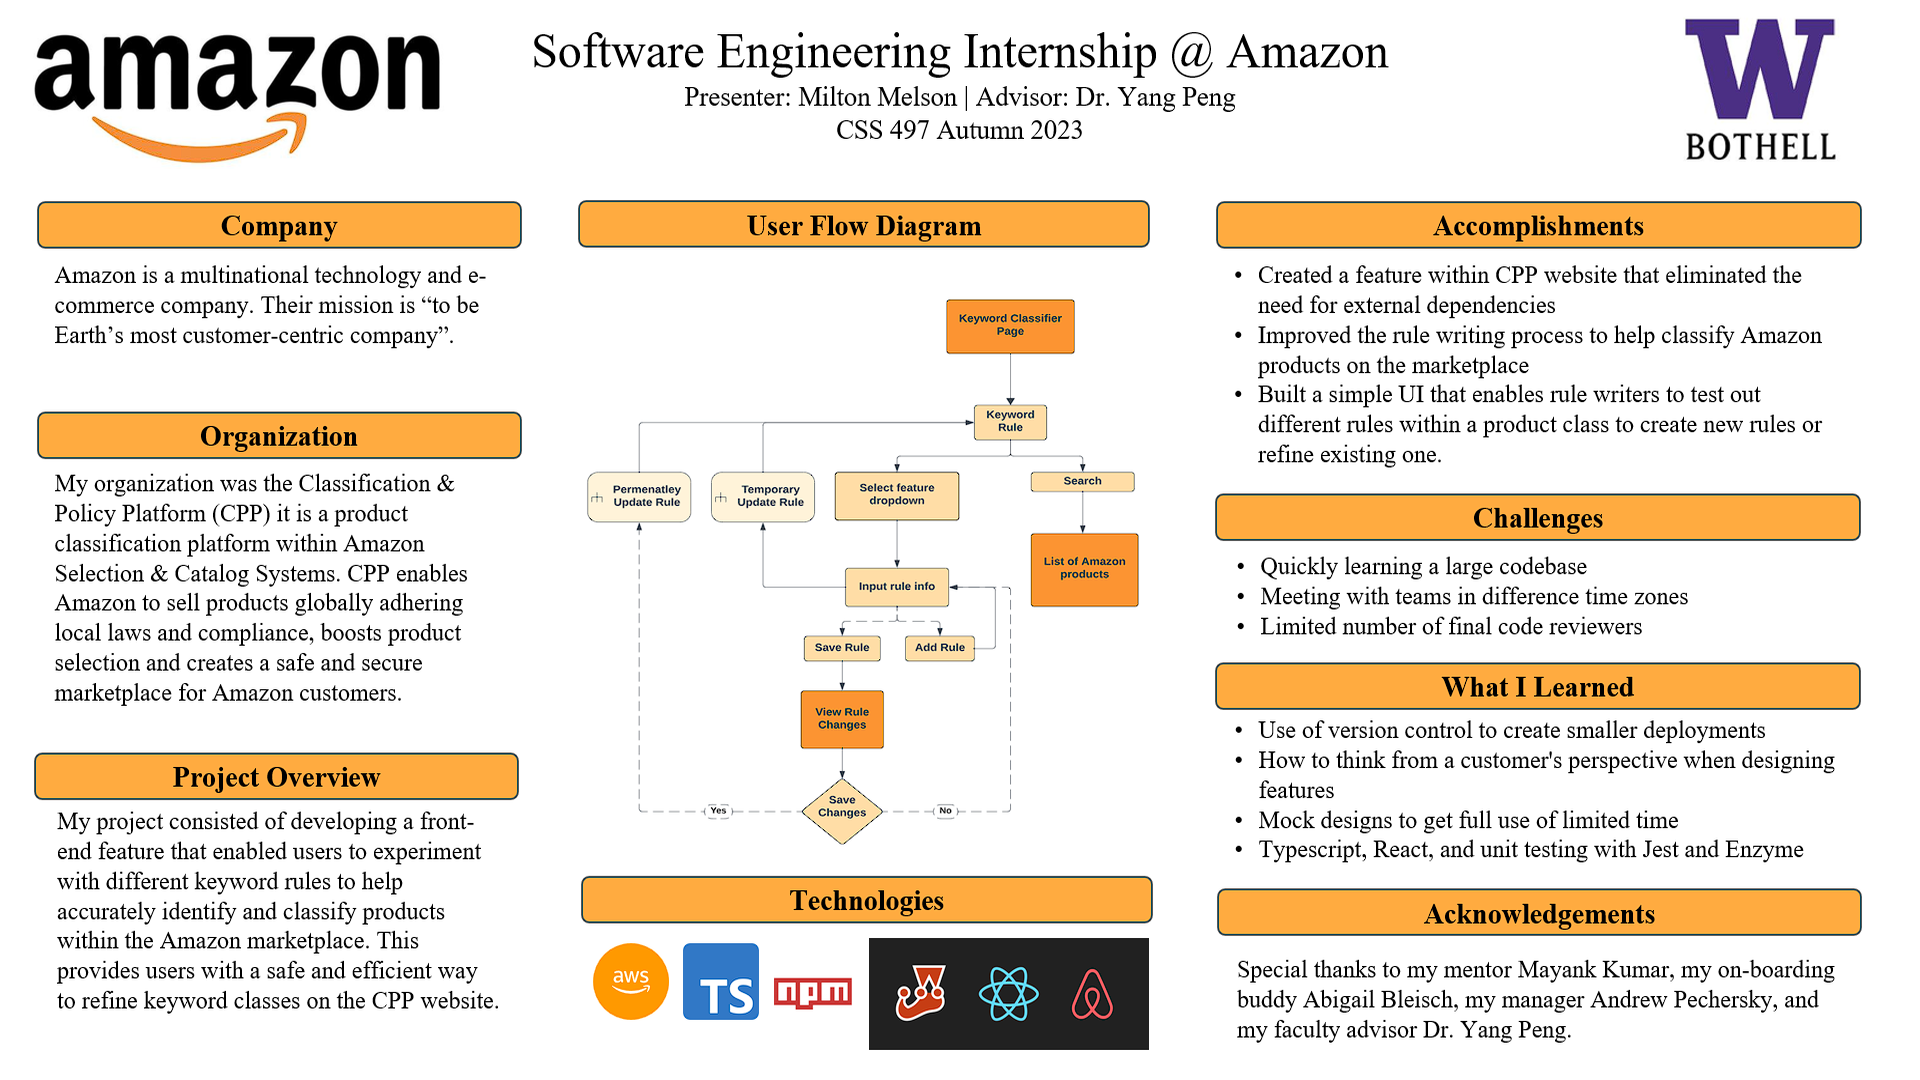 amazon
Software Engineering Internship @ Amazon
Presenter: Milton Melson | Advisor: Dr. Yang Peng
CSS 497 Autumn 2023
W
BOTHELL
Company
Amazon is a multinational technology and e-
commerce company. Their mission is “to be
Earth’s most customer-centric company”.
Organization
My organization was the Classification &
Policy Platform (CPP) it is a product
classification platform within Amazon
Selection & Catalog Systems. CPP enables
Amazon to sell products globally adhering
local laws and compliance, boosts product
selection and creates a safe and secure
marketplace for Amazon customers.
Project Overview
My project consisted of developing a front-
end feature that enabled users to experiment
with different keyword rules to help
accurately identify and classify products
within the Amazon marketplace. This
provides users with a safe and efficient way
to refine keyword classes on the CPP website.
User Flow Diagram
Keyword Classifier
Page
Keyword
Rule
Permenatley
Update Rule
Temporary
Update Rule
Select feature
dropdown
Search
List of Amazon
products
Input rule info
Save Rule
Add Rule
View Rule
Changes
Save
Changes
Yes
No
Technologies
aws
TS
npm
Accomplishments
• Created a feature within CPP website that eliminated the
need for external dependencies
• Improved the rule writing process to help classify Amazon
products on the marketplace
• Built a simple UI that enables rule writers to test out
different rules within a product class to create new rules or
refine existing one.
Challenges
• Quickly learning a large codebase
• Meeting with teams in difference time zones
• Limited number of final code reviewers
What I Learned
• Use of version control to create smaller deployments
• How to think from a customer's perspective when designing
features
• Mock designs to get full use of limited time
• Typescript, React, and unit testing with Jest and Enzyme
Acknowledgements
Special thanks to my mentor Mayank Kumar, my on-boarding
buddy Abigail Bleisch, my manager Andrew Pechersky, and
my faculty advisor Dr. Yang Peng.